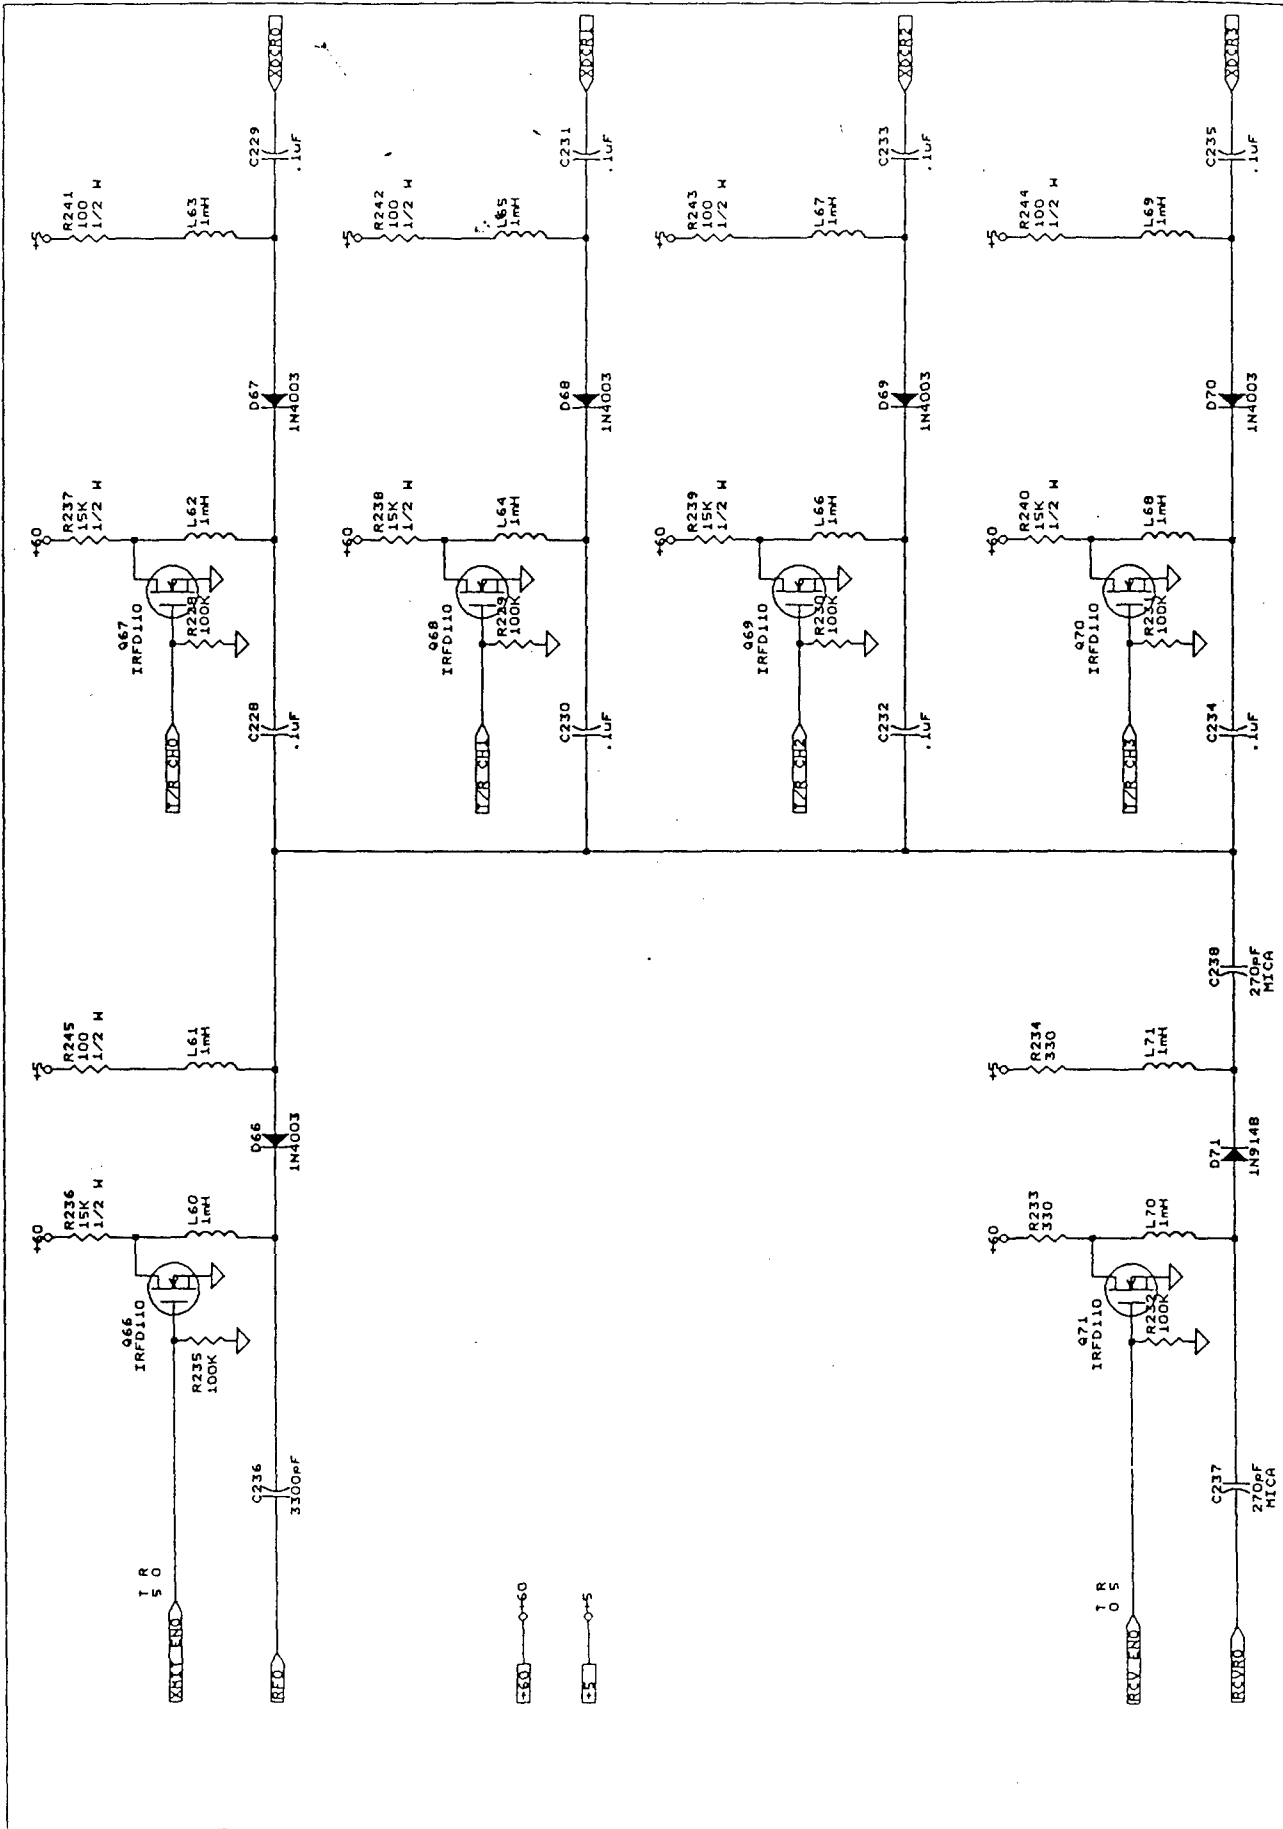 XDCR0
XDCR1
XDCR2
XDCR3
C229
.1uF
C231
.1uF
C233
.1uF
C235
.1uF
+5
R241
100
1/2 W
L63
1mH
+5
R242
100
1/2 W
L65
1mH
+5
R243
100
1/2 W
L67
1mH
+5
R244
100
1/2 W
L69
1mH
D67
1N4003
D68
1N4003
D69
1N4003
D70
1N4003
+60
R237
15K
1/2 W
L62
1mH
+60
R238
15K
1/2 W
L64
1mH
+60
R239
15K
1/2 W
L66
1mH
+60
R240
15K
1/2 W
L68
1mH
Q67
IRFD110
R228
100K
Q68
IRFD110
R229
100K
Q69
IRFD110
R230
100K
Q70
IRFD110
R231
100K
T/R CH0
C228
.1uF
T/R CH1
C230
.1uF
T/R CH2
C232
.1uF
T/R CH3
C234
.1uF
C238
270pF
MICA
+5
R245
100
1/2 W
L61
1mH
+5
R234
330
L71
1mH
D66
1N4003
D71
1N914B
+60
R236
15K
1/2 W
L60
1mH
+60
R233
330
L70
1mH
Q66
IRFD110
R235
100K
Q71
IRFD110
R232
100K
C236
3300pF
C237
270pF
MICA
T R
5 0
XMIT EN0
RF0
+60
+60
+5
+5
T R
0 5
RCV EN0
RCVR0